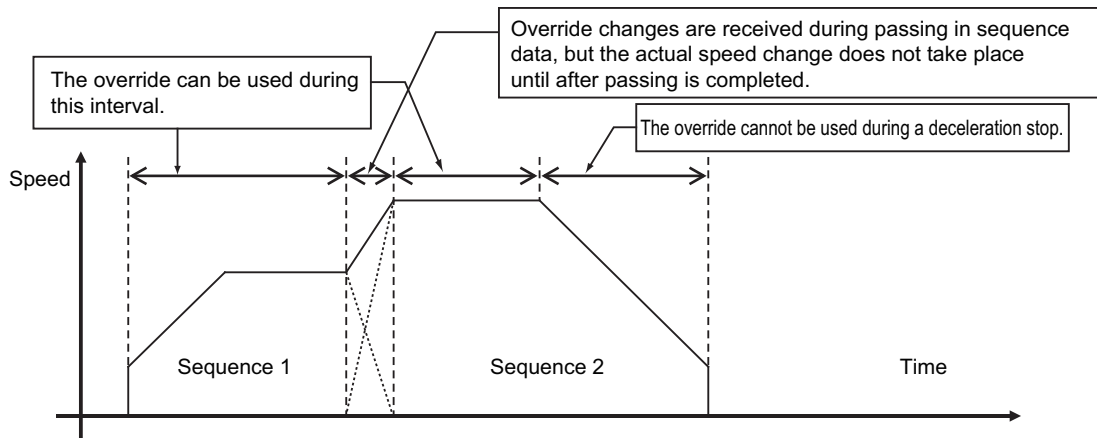 Override changes are received during passing in sequence
data, but the actual speed change does not take place
until after passing is completed.
The override can be used during
this interval.
The override cannot be used during a deceleration stop.
Speed
Sequence 1
Sequence 2
Time